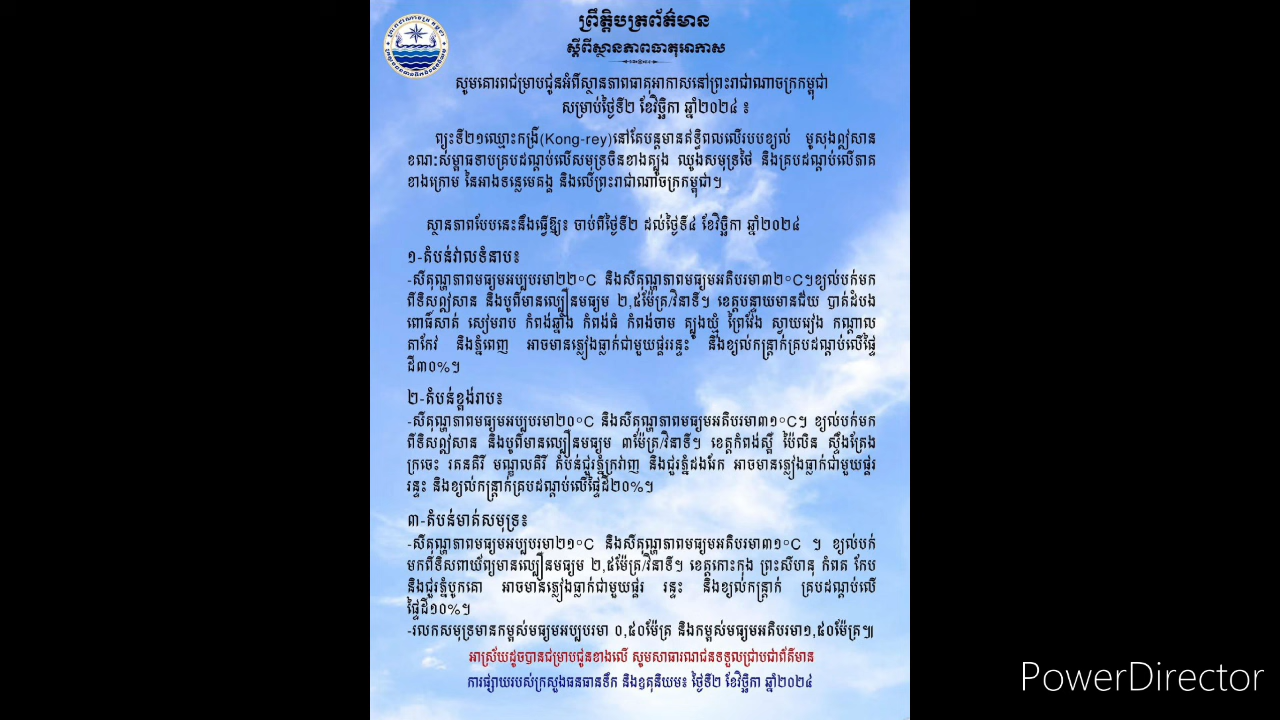 ព្រឹត្តិបត្រព័ត៌មាន
ស្តីពីស្ថានភាពធាតុអាកាស
សូមគោរពជម្រាបជូនអំពីស្ថានភាពធាតុអាកាសនៅព្រះរាជាណាចក្រកម្ពុជា
សម្រាប់ថ្ងៃទី២ ខែវិច្ឆិកា ឆ្នាំ២០២៤ ៖
ព្យុះទី២១ឈ្មោះកង្រី(Kong-rey)នៅតែបន្តមានឥទ្ធិពលលើរបបខ្យល់ មូសុងឦសាន
ខណៈសម្ពាធទាបគ្របដណ្តប់លើសមុទ្រចិនខាងត្បូង ឈូងសមុទ្រថៃ និងគ្របដណ្តប់លើភាគ
ខាងក្រោម នៃអាងទន្លេមេគង្គ និងលើព្រះរាជាណាចក្រកម្ពុជា។
ស្ថានភាពបែបនេះនឹងធ្វើឱ្យ៖ ចាប់ពីថ្ងៃទី២ ដល់ថ្ងៃទី៤ ខែវិច្ឆិកា ឆ្នាំ២០២៤
១-តំបន់វាលទំនាប៖
-សីតុណ្ហភាពមធ្យមអប្បបរមា២២°C និងសីតុណ្ហភាពមធ្យមអតិបរមា៣២°C។ខ្យល់បក់មក
ពីទិសឦសាន និងបូព៌មានល្បឿនមធ្យម ២,៥ម៉ែត្រ/វិនាទី។ ខេត្តបន្ទាយមានជ័យ បាត់ដំបង
ពោធិ៍សាត់ សៀមរាប កំពង់ឆ្នាំង កំពង់ធំ កំពង់ចាម ត្បូងឃ្មុំ ព្រៃវែង ស្វាយរៀង កណ្តាល
តាកែវ និងភ្នំពេញ អាចមានភ្លៀងធ្លាក់ជាមួយផ្គររន្ទះ និងខ្យល់កន្ត្រាក់គ្របដណ្តប់លើផ្ទៃ
ដី៣០%។
២-តំបន់ខ្ពង់រាប៖
-សីតុណ្ហភាពមធ្យមអប្បបរមា២០°C និងសីតុណ្ហភាពមធ្យមអតិបរមា៣១°C។ ខ្យល់បក់មក
ពីទិសឦសាន និងបូព៌មានល្បឿនមធ្យម ៣ម៉ែត្រ/វិនាទី។ ខេត្តកំពង់ស្ពឺ ប៉ៃលិន ស្ទឹងត្រែង
ក្រចេះ រតនគិរី មណ្ឌលគិរី តំបន់ជួរភ្នំក្រវាញ និងជួរភ្នំដងរែក អាចមានភ្លៀងធ្លាក់ជាមួយផ្គរ
រន្ទះ និងខ្យល់កន្ត្រាក់គ្របដណ្តប់លើផ្ទៃដី២០%។
៣-តំបន់មាត់សមុទ្រ៖
-សីតុណ្ហភាពមធ្យមអប្បបរមា២១°C និងសីតុណ្ហភាពមធ្យមអតិបរមា៣១°C ។ ខ្យល់បក់
មកពីទិសពាយ័ព្យមានល្បឿនមធ្យម ២,៥ម៉ែត្រ/វិនាទី។ ខេត្តកោះកុង ព្រះសីហនុ កំពត កែប
និងជួរភ្នំបូកគោ អាចមានភ្លៀងធ្លាក់ជាមួយផ្គរ រន្ទះ និងខ្យល់កន្ត្រាក់ គ្របដណ្តប់លើ
ផ្ទៃដី១០%។
-រលកសមុទ្រមានកម្ពស់មធ្យមអប្បបរមា ០,៥០ម៉ែត្រ និងកម្ពស់មធ្យមអតិបរមា១,៥០ម៉ែត្រ៕
អាស្រ័យដូចបានជម្រាបជូនខាងលើ សូមសាធារណជនទទួលជ្រាបជាព័ត៌មាន
ការផ្សាយរបស់ក្រសួងធនធានទឹក និងឧតុនិយម៖ ថ្ងៃទី២ ខែវិច្ឆិកា ឆ្នាំ២០២៤
PowerDirector